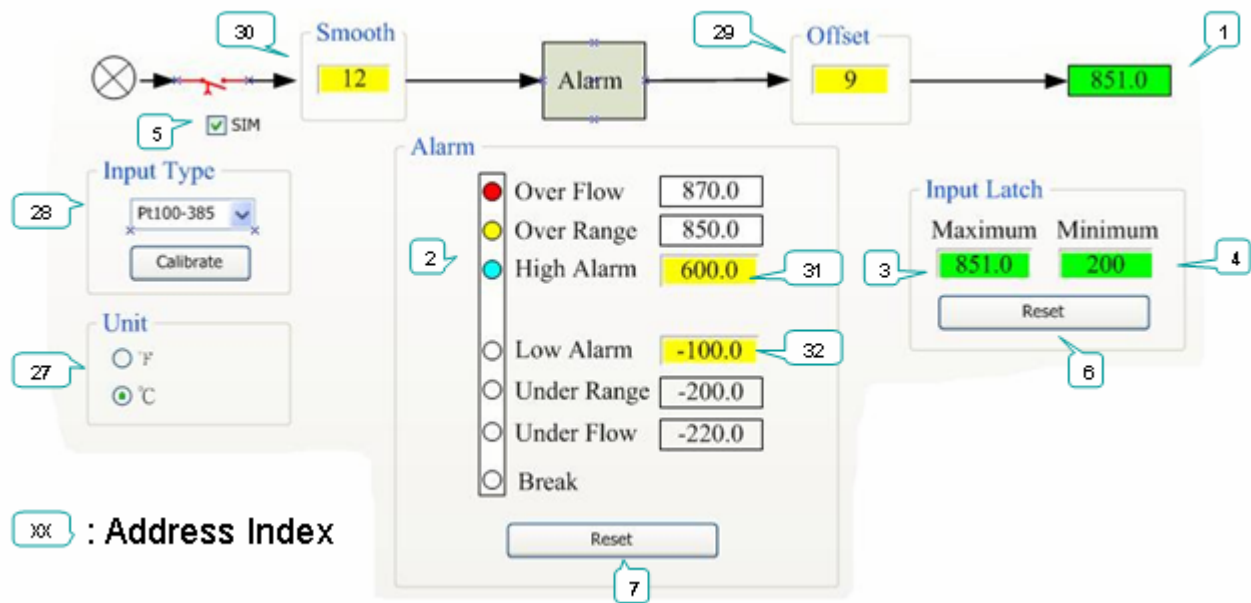 30
Smooth
12
Alarm
29
Offset
9
1
851.0
5
SIM
Input Type
28
Pt100-385
Calibrate
Unit
27
°F
°C
Alarm
2
Over Flow 870.0
Over Range 850.0
High Alarm 600.0
31
Low Alarm -100.0
32
Under Range -200.0
Under Flow -220.0
Break
Reset
7
Input Latch
Maximum Minimum
3
851.0 200
4
Reset
6
XX : Address Index